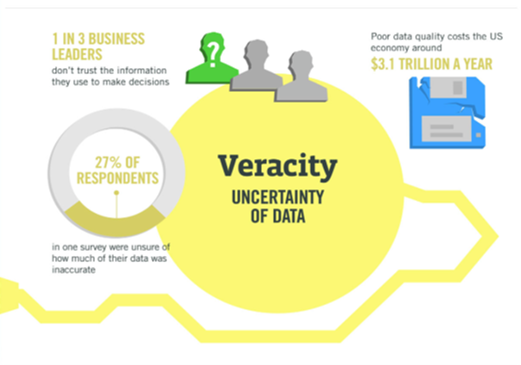 1 IN 3 BUSINESS
LEADERS
don't trust the information
they use to make decisions
?
Poor data quality costs the US
economy around
$3.1 TRILLION A YEAR
27% OF
RESPONDENTS
in one survey were unsure of
how much of their data was
inaccurate
Veracity
UNCERTAINTY
OF DATA